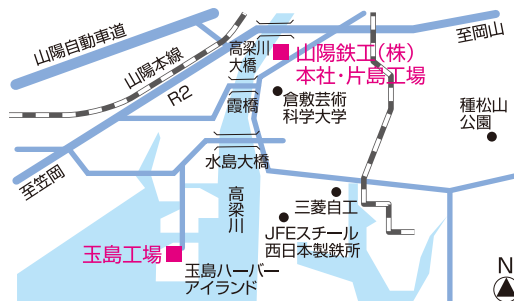 山陽自動車道
山陽本線
R2
高梁川
大橋
至岡山
山陽鉄工(株)
本社・片島工場
霞橋
倉敷芸術
科学大学
種松山
公園
水島大橋
至笠岡
高梁川
三菱自工
JFEスチール
西日本製鉄所
玉島工場
玉島ハーバー
アイランド
N